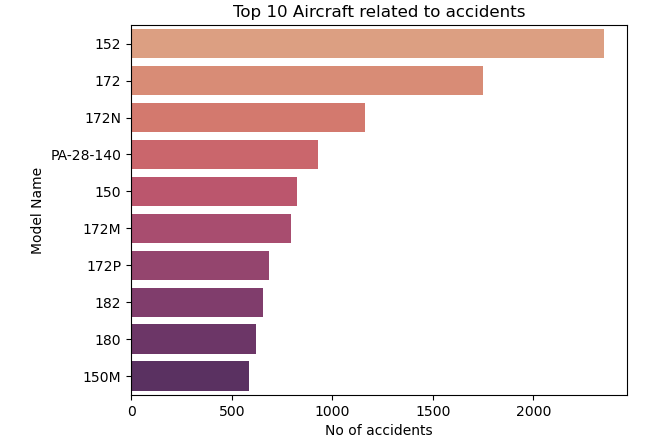 Top 10 Aircraft related to accidents
Model Name
152
172
172N
PA-28-140
150
172M
172P
182
180
150M
0 500 1000 1500 2000
No of accidents